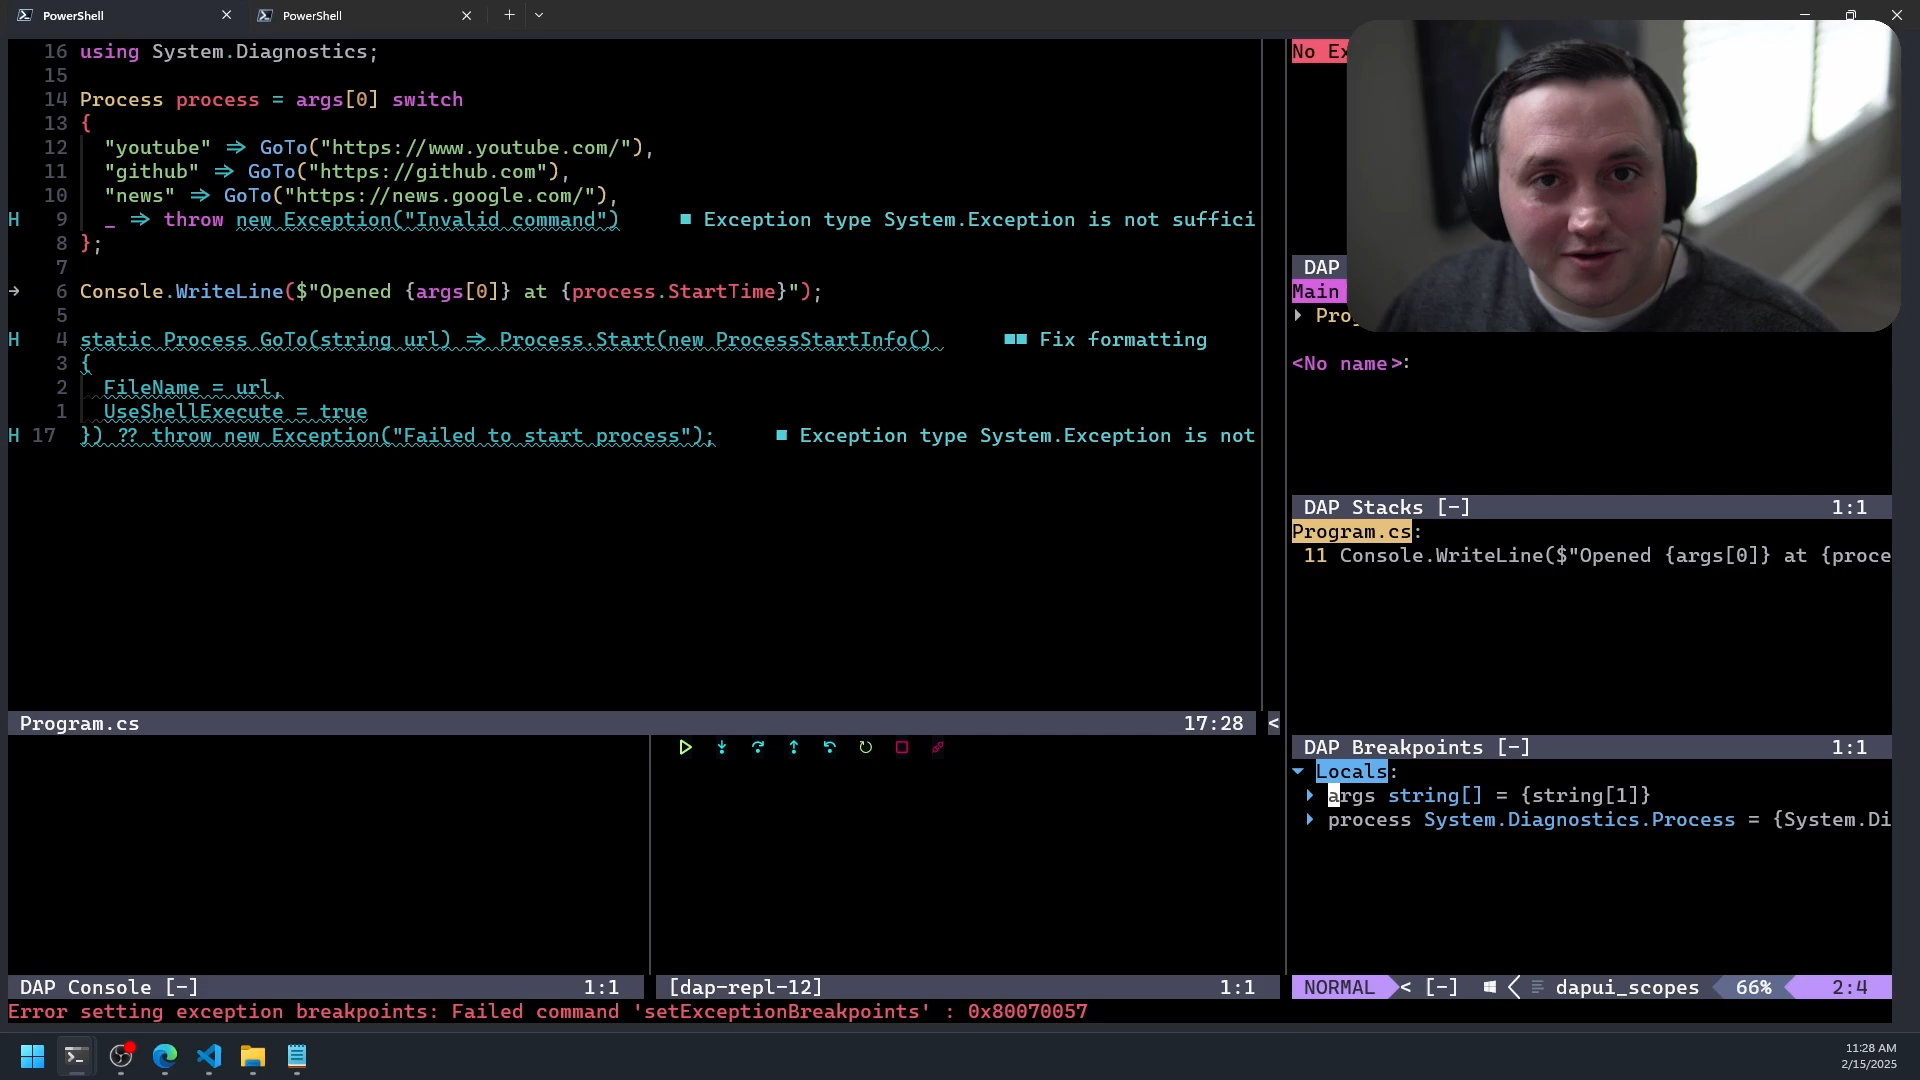 PowerShell
PowerShell
16 using System.Diagnostics;
15
14 Process process = args[0] switch
13 {
12 "youtube" => GoTo("https://www.youtube.com/"),
11 "github" => GoTo("https://github.com"),
10 "news" => GoTo("https://news.google.com/"),
H 9 _ => throw new Exception("Invalid command") ■ Exception type System.Exception is not suffici
8 };
7
→ 6 Console.WriteLine($"Opened {args[0]} at {process.StartTime}");
5
H 4 static Process GoTo(string url) => Process.Start(new ProcessStartInfo() ■■ Fix formatting
3 {
2 FileName = url,
1 UseShellExecute = true
H 17 }) ?? throw new Exception("Failed to start process"); ■ Exception type System.Exception is not
Program.cs 17:28 <
DAP Console [-] 1:1
[dap-repl-12] 1:1
No Ex
DAP
Main
Prog
<No name>:
DAP Stacks [-] 1:1
Program.cs:
11 Console.WriteLine($"Opened {args[0]} at {proce
DAP Breakpoints [-] 1:1
Locals:
args string[] = {string[1]}
process System.Diagnostics.Process = {System.Di
NORMAL < [-] dapui_scopes 66% 2:4
Error setting exception breakpoints: Failed command 'setExceptionBreakpoints' : 0x80070057
11:28 AM
2/15/2025